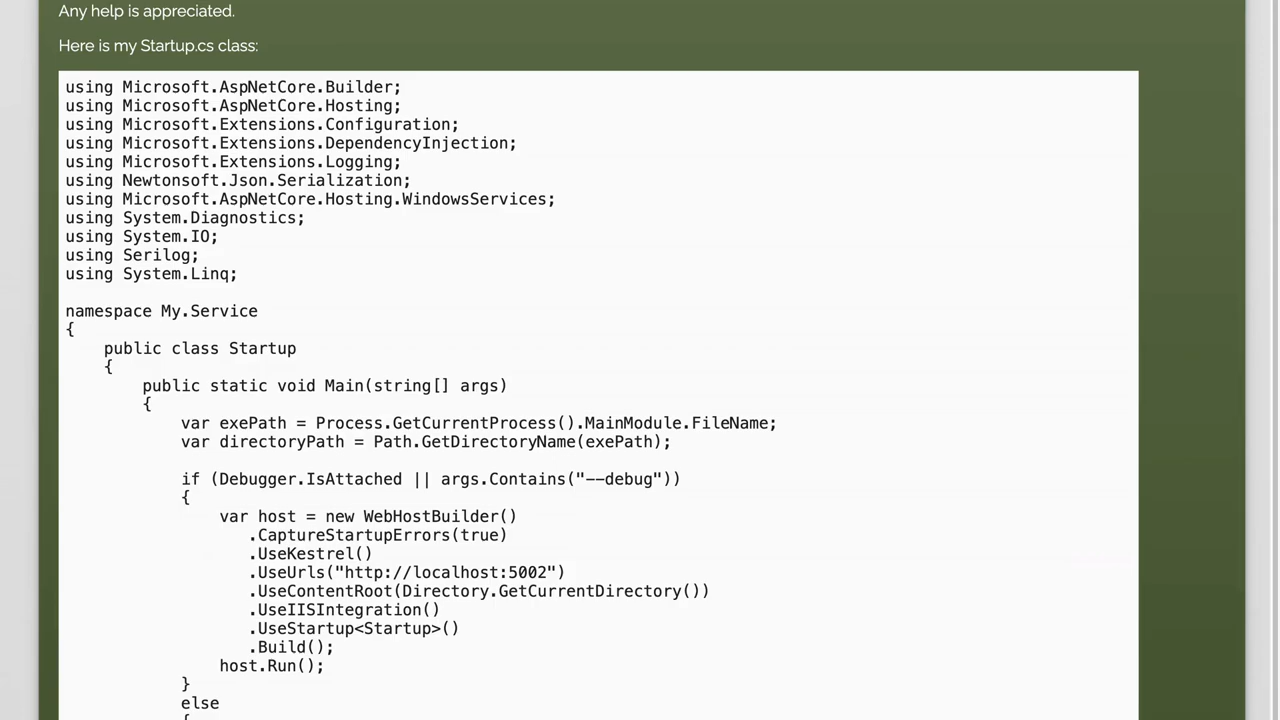 Any help is appreciated.
Here is my Startup.cs class:
using Microsoft.AspNetCore.Builder;
using Microsoft.AspNetCore.Hosting;
using Microsoft.Extensions.Configuration;
using Microsoft.Extensions.DependencyInjection;
using Microsoft.Extensions.Logging;
using Newtonsoft.Json.Serialization;
using Microsoft.AspNetCore.Hosting.WindowsServices;
using System.Diagnostics;
using System.IO;
using Serilog;
using System.Linq;

namespace My.Service
{
    public class Startup
    {
        public static void Main(string[] args)
        {
            var exePath = Process.GetCurrentProcess().MainModule.FileName;
            var directoryPath = Path.GetDirectoryName(exePath);

            if (Debugger.IsAttached || args.Contains("--debug"))
            {
                var host = new WebHostBuilder()
                   .CaptureStartupErrors(true)
                   .UseKestrel()
                   .UseUrls("http://localhost:5002")
                   .UseContentRoot(Directory.GetCurrentDirectory())
                   .UseIISIntegration()
                   .UseStartup<Startup>()
                   .Build();
                host.Run();
            }
            else
            {